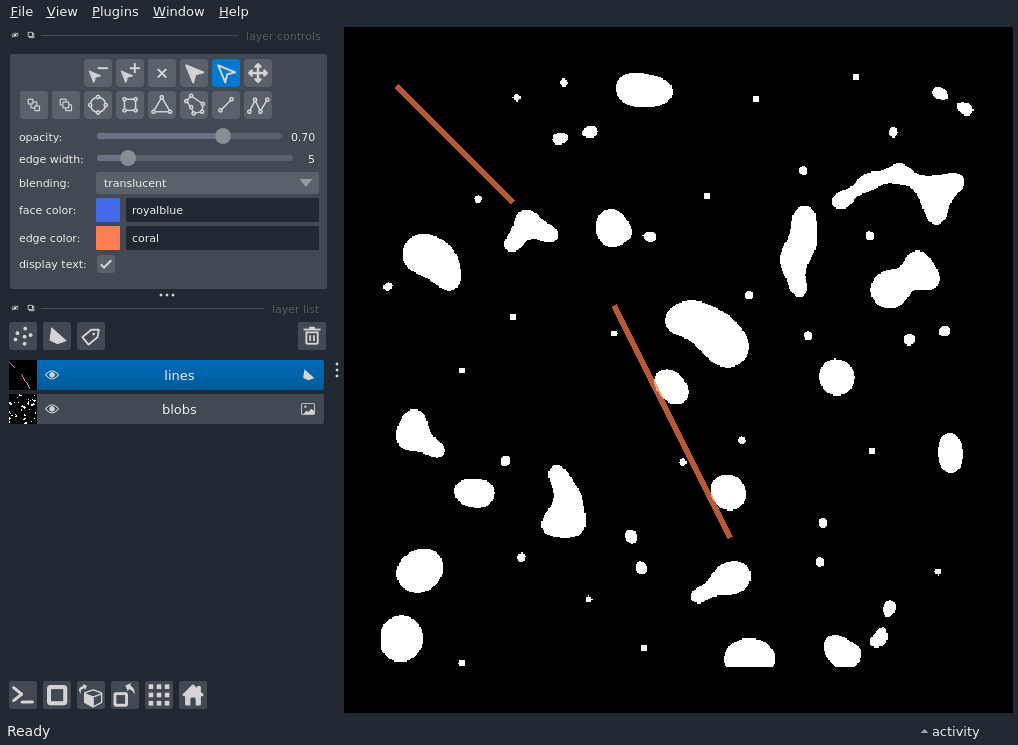 File View Plugins Window Help
layer controls
opacity: 0.70
edge width: 5
blending: translucent
face color: royalblue
edge color: coral
display text:
layer list
lines
blobs
Ready activity